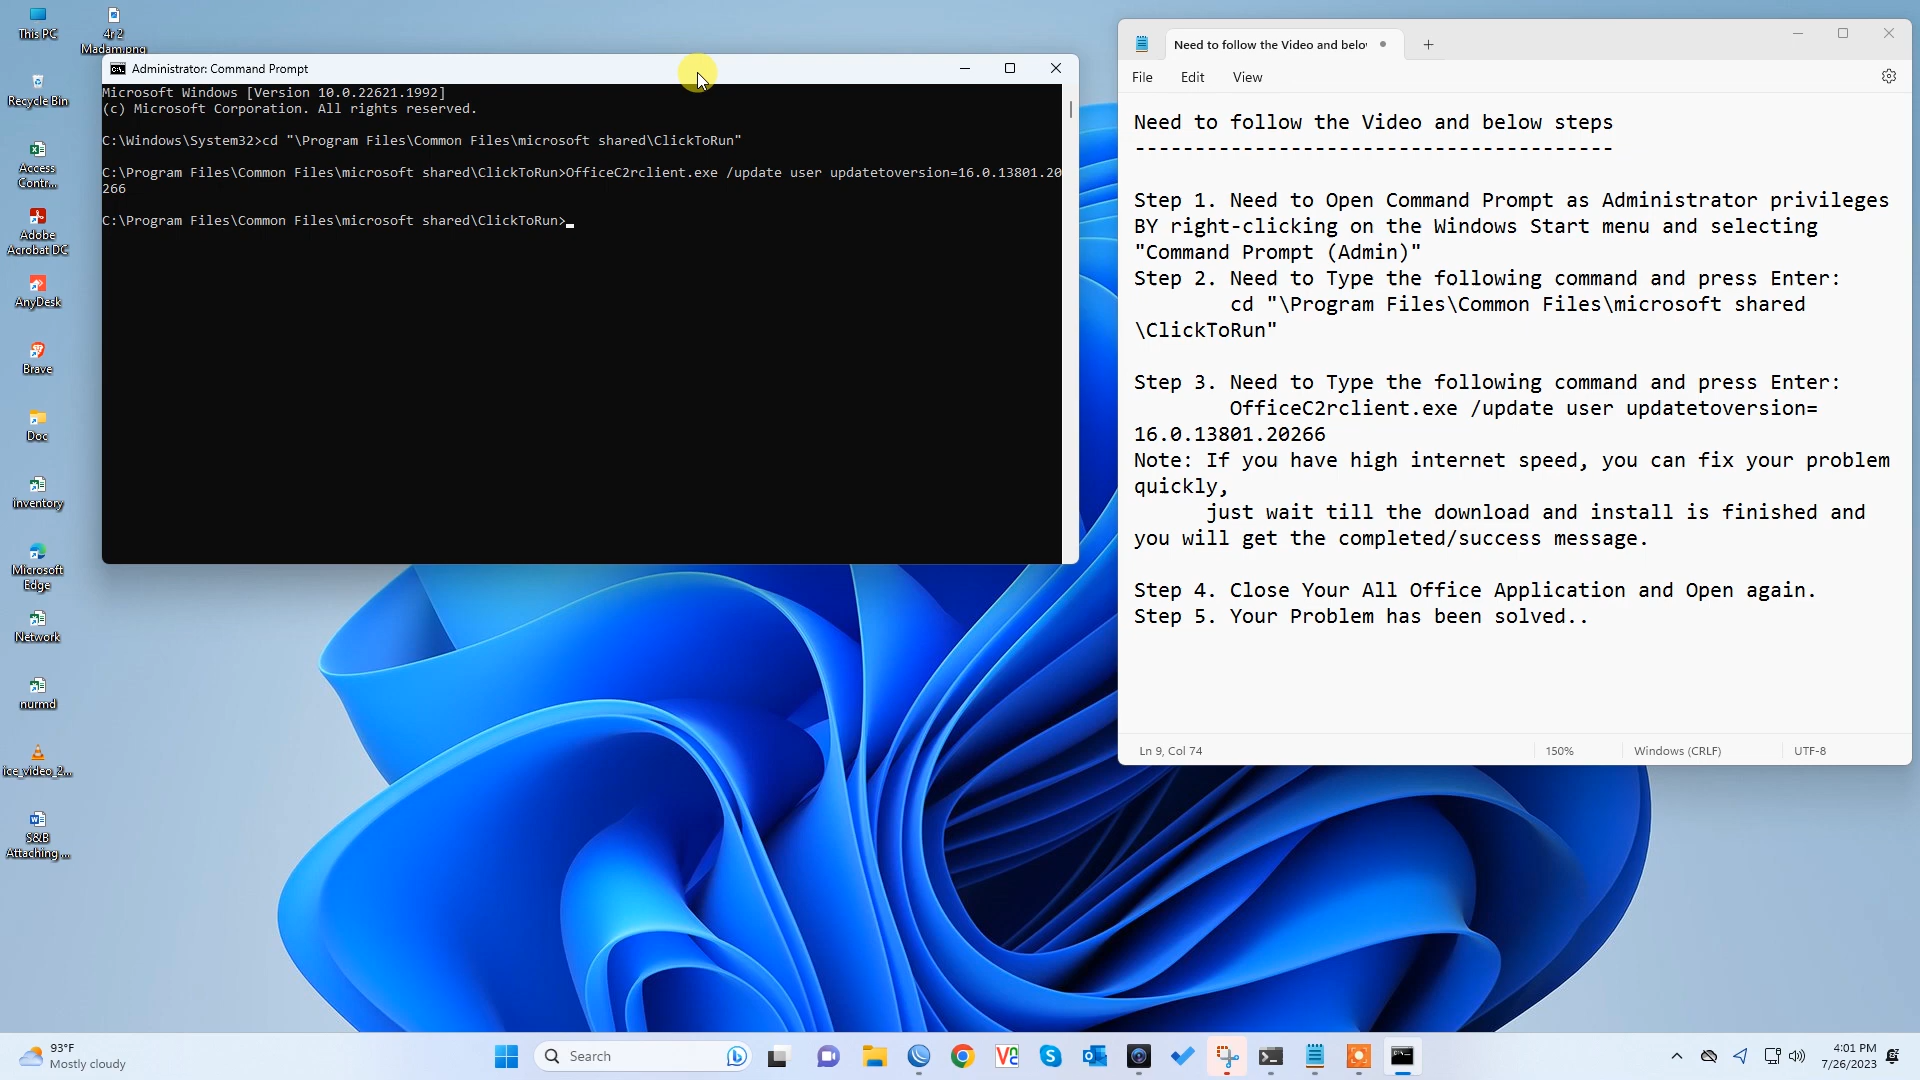 This PC
4r 2
Madam.png
Recycle Bin
Access
Contr...
Adobe
Acrobat DC
AnyDesk
Brave
Doc
inventory
Microsoft
Edge
Network
nurmd
ice_video_2...
S&B
Attaching ...
Administrator: Command Prompt
Microsoft Windows [Version 10.0.22621.1992]
(c) Microsoft Corporation. All rights reserved.
C:\Windows\System32>cd "\Program Files\Common Files\microsoft shared\ClickToRun"
C:\Program Files\Common Files\microsoft shared\ClickToRun>OfficeC2rclient.exe /update user updatetoversion=16.0.13801.20
266
C:\Program Files\Common Files\microsoft shared\ClickToRun>
Need to follow the Video and belov
File Edit View
Need to follow the Video and below steps
----------------------------------------
Step 1. Need to Open Command Prompt as Administrator privileges
BY right-clicking on the Windows Start menu and selecting
"Command Prompt (Admin)"
Step 2. Need to Type the following command and press Enter:
cd "\Program Files\Common Files\microsoft shared
\ClickToRun"
Step 3. Need to Type the following command and press Enter:
OfficeC2rclient.exe /update user updatetoversion=
16.0.13801.20266
Note: If you have high internet speed, you can fix your problem
quickly,
just wait till the download and install is finished and
you will get the completed/success message.
Step 4. Close Your All Office Application and Open again.
Step 5. Your Problem has been solved..
Ln 9, Col 74 150% Windows (CRLF) UTF-8
93°F
Mostly cloudy
Search
4:01 PM
7/26/2023